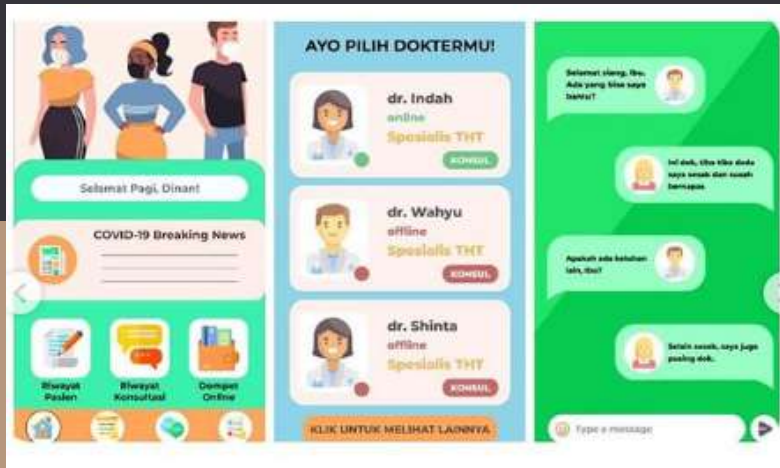 Selamat Pagi, Dinan!
COVID-19 Breaking News
Riwayat
Pasien
Riwayat
Konsultasi
Dompet
Online
AYO PILIH DOKTERMU!
dr. Indah
online
Spesialis THT
KONSUL
dr. Wahyu
offline
Spesialis THT
KONSUL
dr. Shinta
offline
Spesialis THT
KONSUL
KLIK UNTUK MELIHAT LAINNYA
Selamat siang, Ibu.
Ada yang bisa saya
bantu?
Ini dok, tiba tiba dada
saya sesak dan susah
bernapas
Apakah ada keluhan
lain, Ibu?
Selain sesak, saya juga
pusing dok.
Type a message